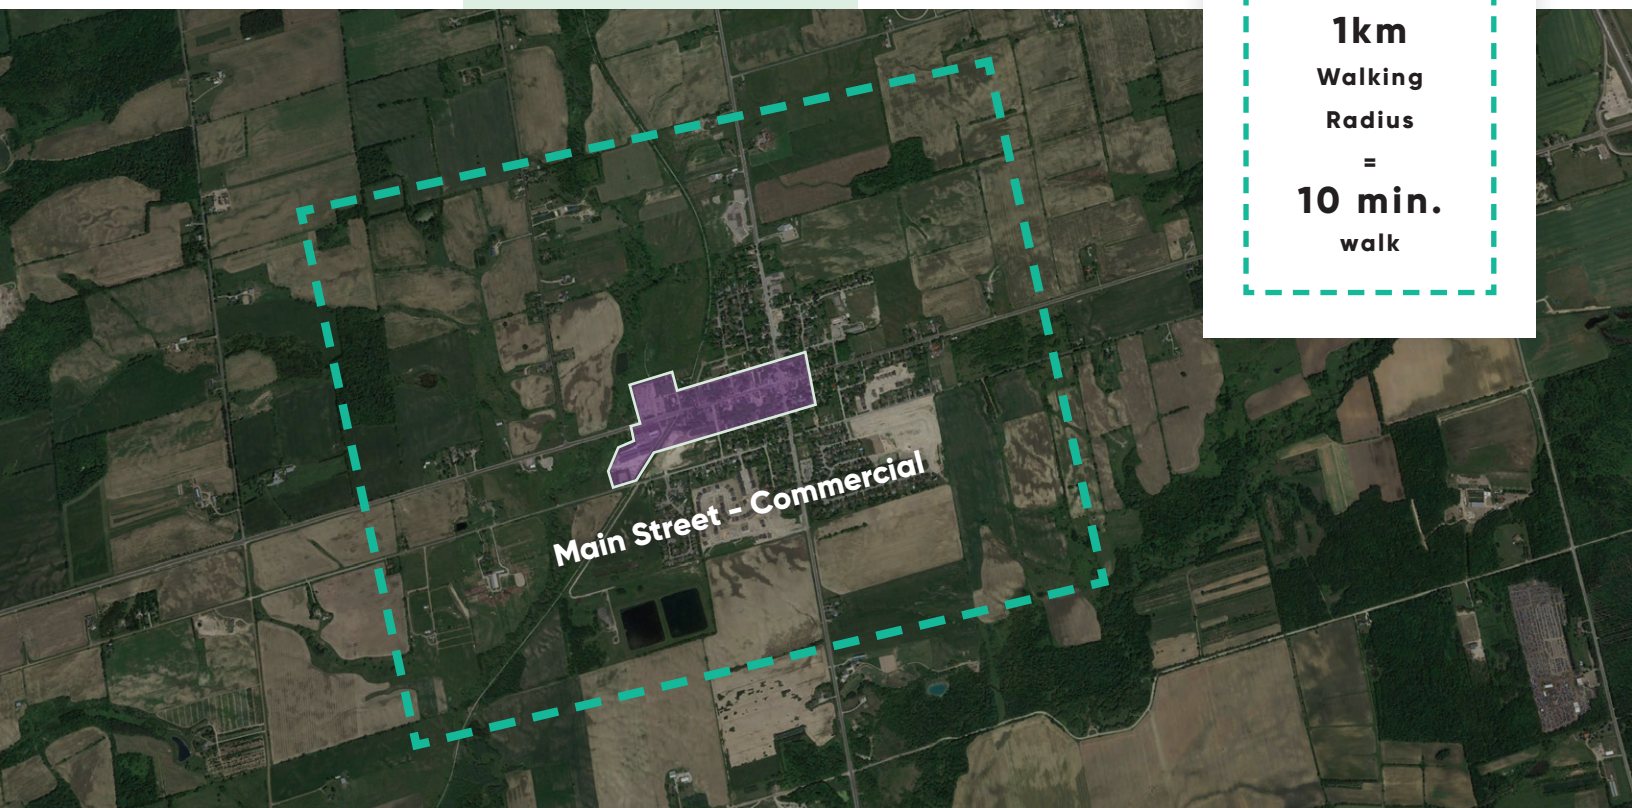 1km
Walking
Radius
=
10 min.
walk
Main Street - Commercial